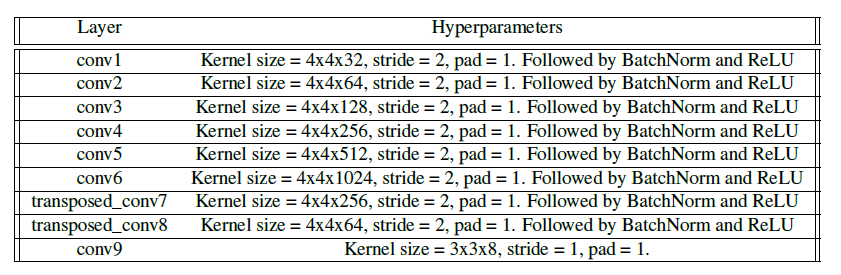 Layer Hyperparameters
conv1 Kernel size = 4x4x32, stride = 2, pad = 1. Followed by BatchNorm and ReLU
conv2 Kernel size = 4x4x64, stride = 2, pad = 1. Followed by BatchNorm and ReLU
conv3 Kernel size = 4x4x128, stride = 2, pad = 1. Followed by BatchNorm and ReLU
conv4 Kernel size = 4x4x256, stride = 2, pad = 1. Followed by BatchNorm and ReLU
conv5 Kernel size = 4x4x512, stride = 2, pad = 1. Followed by BatchNorm and ReLU
conv6 Kernel size = 4x4x1024, stride = 2, pad = 1. Followed by BatchNorm and ReLU
transposed_conv7 Kernel size = 4x4x256, stride = 2, pad = 1. Followed by BatchNorm and ReLU
transposed_conv8 Kernel size = 4x4x64, stride = 2, pad = 1. Followed by BatchNorm and ReLU
conv9 Kernel size = 3x3x8, stride = 1, pad = 1.